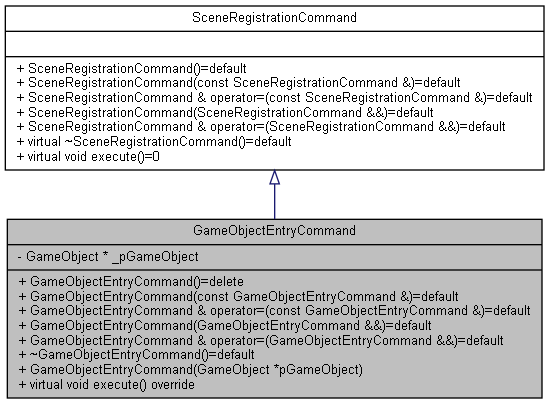 SceneRegistrationCommand
+ SceneRegistrationCommand()=default
+ SceneRegistrationCommand(const SceneRegistrationCommand &)=default
+ SceneRegistrationCommand & operator=(const SceneRegistrationCommand &)=default
+ SceneRegistrationCommand(SceneRegistrationCommand &&)=default
+ SceneRegistrationCommand & operator=(SceneRegistrationCommand &&)=default
+ virtual ~SceneRegistrationCommand()=default
+ virtual void execute()=0
GameObjectEntryCommand
- GameObject * _pGameObject
+ GameObjectEntryCommand()=delete
+ GameObjectEntryCommand(const GameObjectEntryCommand &)=default
+ GameObjectEntryCommand & operator=(const GameObjectEntryCommand &)=default
+ GameObjectEntryCommand(GameObjectEntryCommand &&)=default
+ GameObjectEntryCommand & operator=(GameObjectEntryCommand &&)=default
+ ~GameObjectEntryCommand()=default
+ GameObjectEntryCommand(GameObject *pGameObject)
+ virtual void execute() override